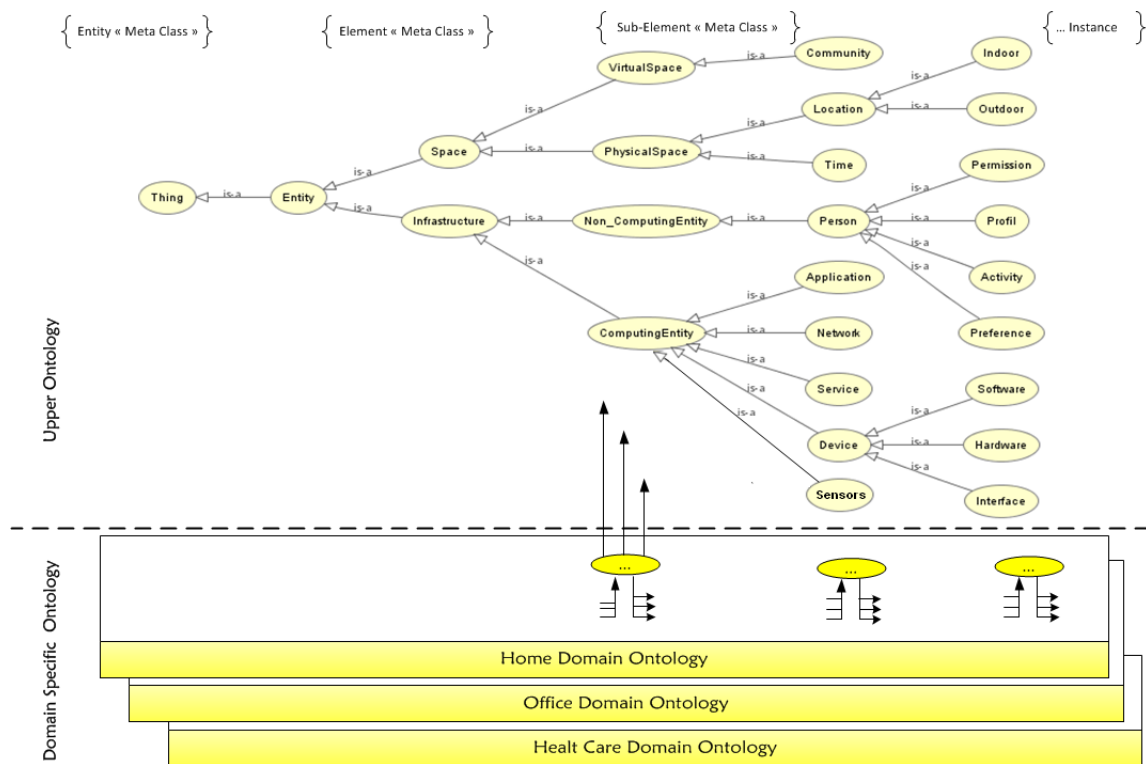 Entity « Meta Class »
Element « Meta Class »
Sub-Element « Meta Class »
... Instance
Community
Indoor
VirtualSpace
is-a
is-a
is-a
Location
is-a
Outdoor
Space
is-a
PhysicalSpace
is-a
is-a
Time
is-a
Permission
is-a
Thing
is-a
Entity
is-a
Infrastructure
is-a
Non_ComputingEntity
is-a
Person
is-a
Profil
is-a
is-a
Activity
is-a
Application
is-a
ComputingEntity
is-a
Network
Preference
is-a
Service
Software
is-a
is-a
is-a
Device
is-a
Hardware
is-a
Sensors
Interface
Upper Ontology
...
...
...
Home Domain Ontology
Office Domain Ontology
Healt Care Domain Ontology
Domain Specific Ontology